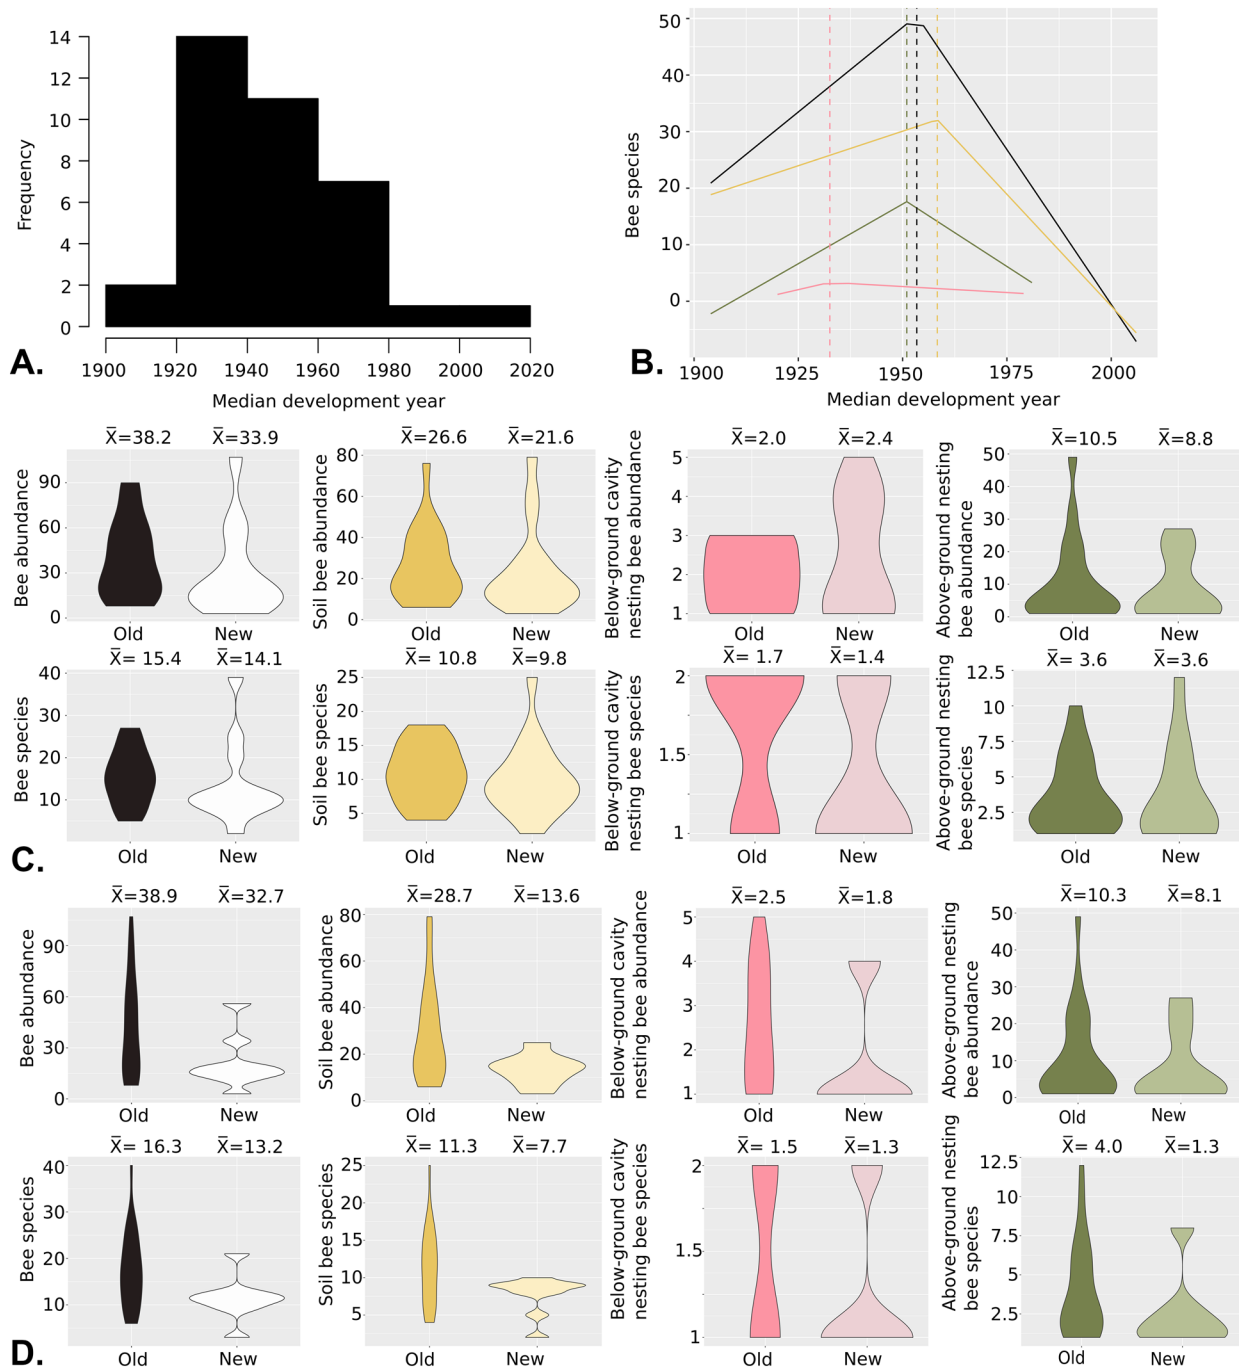 14
12
10
8
6
4
2
0
Frequency
1900 1920 1940 1960 1980 2000 2020
Median development year
A.
50
40
30
20
10
0
Bee species
1900 1925 1950 1975 2000
Median development year
B.
X̅=38.2 X̅=33.9
Bee abundance
90
60
30
0
Old New
X̅=26.6 X̅=21.6
Soil bee abundance
80
60
40
20
0
Old New
X̅=2.0 X̅=2.4
Below-ground cavity
nesting bee abundance
5
4
3
2
1
Old New
X̅=10.5 X̅=8.8
Above-ground nesting
bee abundance
50
40
30
20
10
0
Old New
X̅= 15.4 X̅=14.1
Bee species
40
30
20
10
Old New
X̅= 10.8 X̅=9.8
Soil bee species
25
20
15
10
5
Old New
X̅= 1.7 X̅=1.4
Below-ground cavity
nesting bee species
2
1.5
1
Old New
X̅= 3.6 X̅=3.6
Above-ground nesting
bee species
12.5
10
7.5
5
2.5
Old New
C.
X̅=38.9 X̅=32.7
Bee abundance
90
60
30
0
Old New
X̅=28.7 X̅=13.6
Soil bee abundance
80
60
40
20
0
Old New
X̅=2.5 X̅=1.8
Below-ground cavity
nesting bee abundance
5
4
3
2
1
Old New
X̅=10.3 X̅=8.1
Above-ground nesting
bee abundance
50
40
30
20
10
0
Old New
X̅= 16.3 X̅=13.2
Bee species
40
30
20
10
Old New
X̅= 11.3 X̅=7.7
Soil bee species
25
20
15
10
5
Old New
X̅= 1.5 X̅=1.3
Below-ground cavity
nesting bee species
2
1.5
1
Old New
X̅= 4.0 X̅=1.3
Above-ground nesting
bee species
12.5
10
7.5
5
2.5
Old New
D.